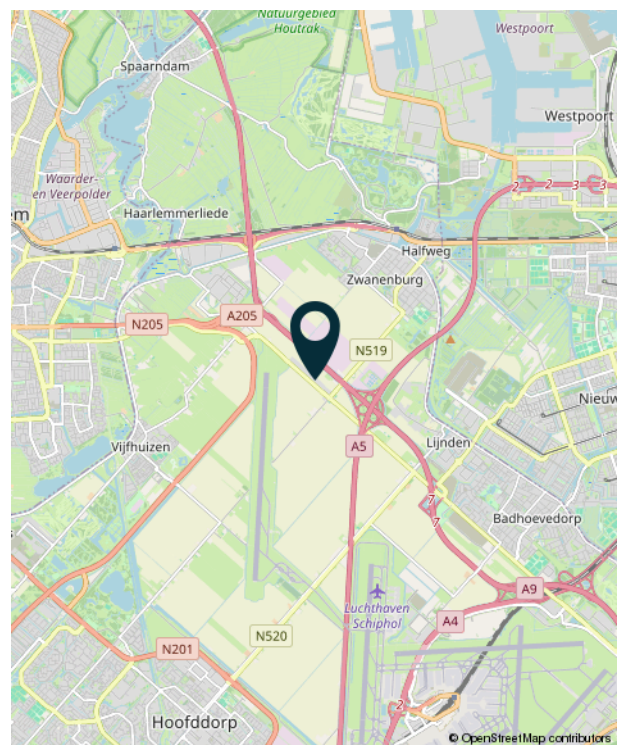 Natuurgebied
Houtrak
Westpoort
Spaarndam
Westpoort
Waarder-
en Veerpolder
2
2
3
3
em
Haarlemmerliede
Halfweg
Zwanenburg
A205
N205
N519
Nieuw
Vijfhuizen
A5
Lijnden
7
7
Badhoevedorp
A9
Luchthaven
Schiphol
A4
N520
N201
2
Hoofddorp
© OpenStreetMap contributors